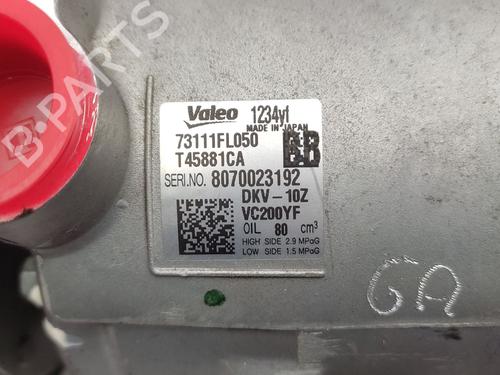 Valeo 1234yf
MADE IN JAPAN
73111FL050
T45881CA BB
SERI.NO. 8070023192
DKV-10Z
VC200YF
OIL 80 cm³
HIGH SIDE 2.9 MPaG
LOW SIDE 1.5 MPaG
GA
B-PARTS